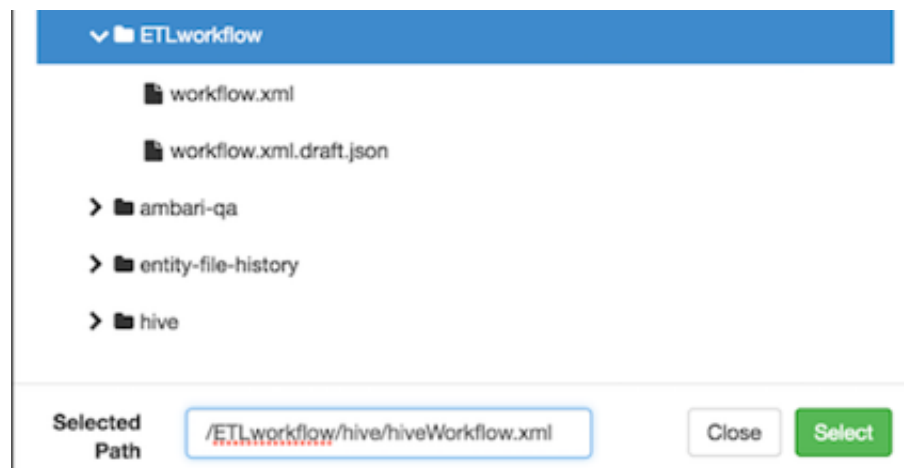 ETLworkflow
workflow.xml
workflow.xml.draft.json
ambari-qa
entity-file-history
hive
Selected
Path
/ETLworkflow/hive/hiveWorkflow.xml
Close
Select